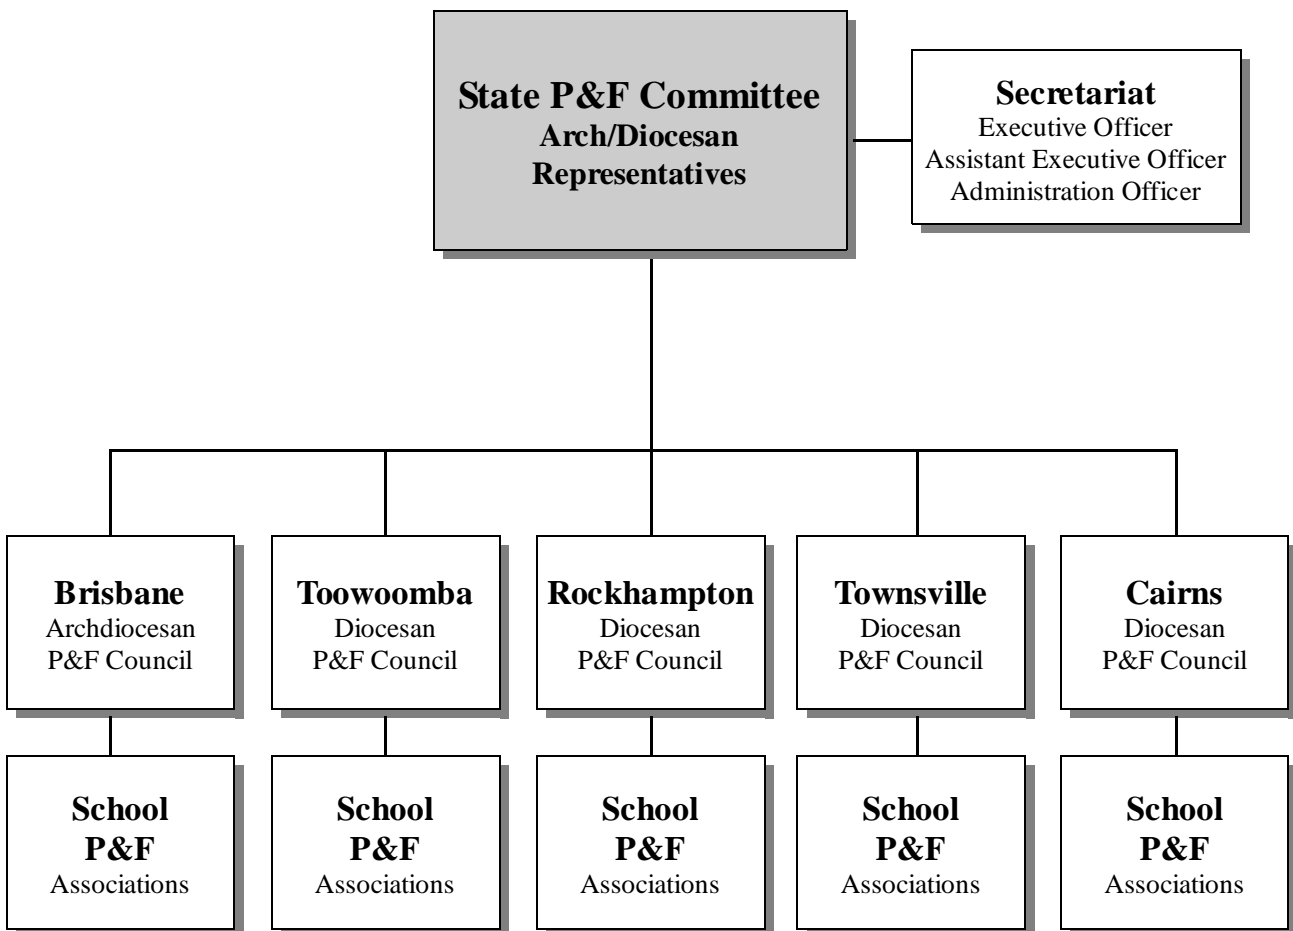 State P&F Committee
Arch/Diocesan
Representatives
Secretariat
Executive Officer
Assistant Executive Officer
Administration Officer
Brisbane
Archdiocesan
P&F Council
Toowoomba
Diocesan
P&F Council
Rockhampton
Diocesan
P&F Council
Townsville
Diocesan
P&F Council
Cairns
Diocesan
P&F Council
School
P&F
Associations
School
P&F
Associations
School
P&F
Associations
School
P&F
Associations
School
P&F
Associations